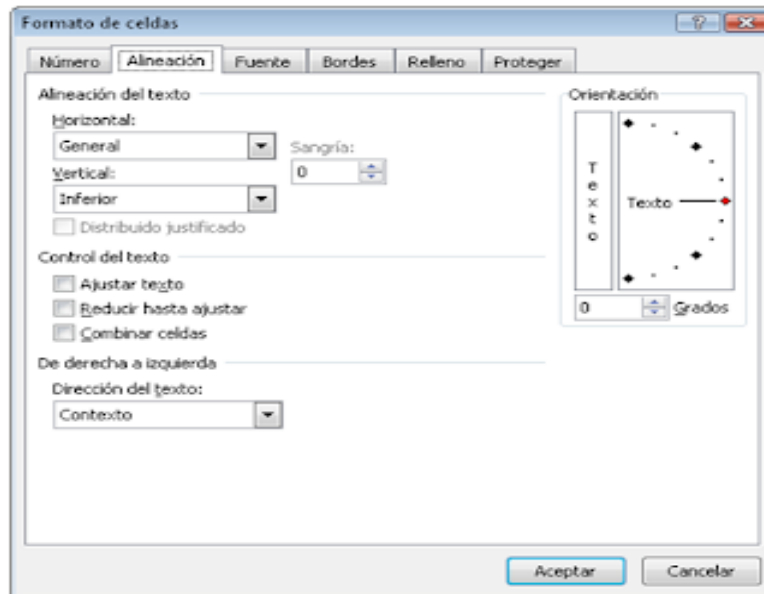 Formato de celdas
Número Alineación Fuente Bordes Relleno Proteger
Alineación del texto
Horizontal:
General
Sangría:
0
Vertical:
Inferior
Distribuido justificado
Control del texto
Ajustar texto
Reducir hasta ajustar
Combinar celdas
De derecha a izquierda
Dirección del texto:
Contexto
Orientación
Texto
Texto
0 Grados
Aceptar Cancelar